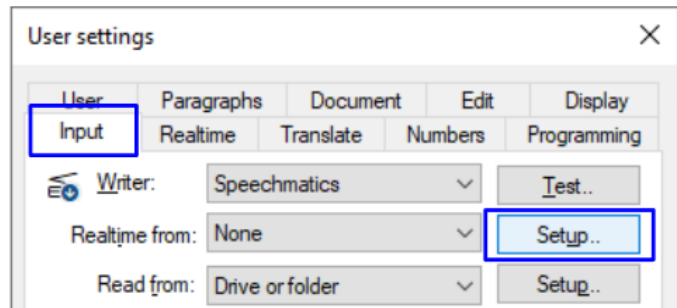 User settings
User Paragraphs Document Edit Display
Input Realtime Translate Numbers Programming
Writer: Speechmatics Test..
Realtime from: None Setup..
Read from: Drive or folder Setup..